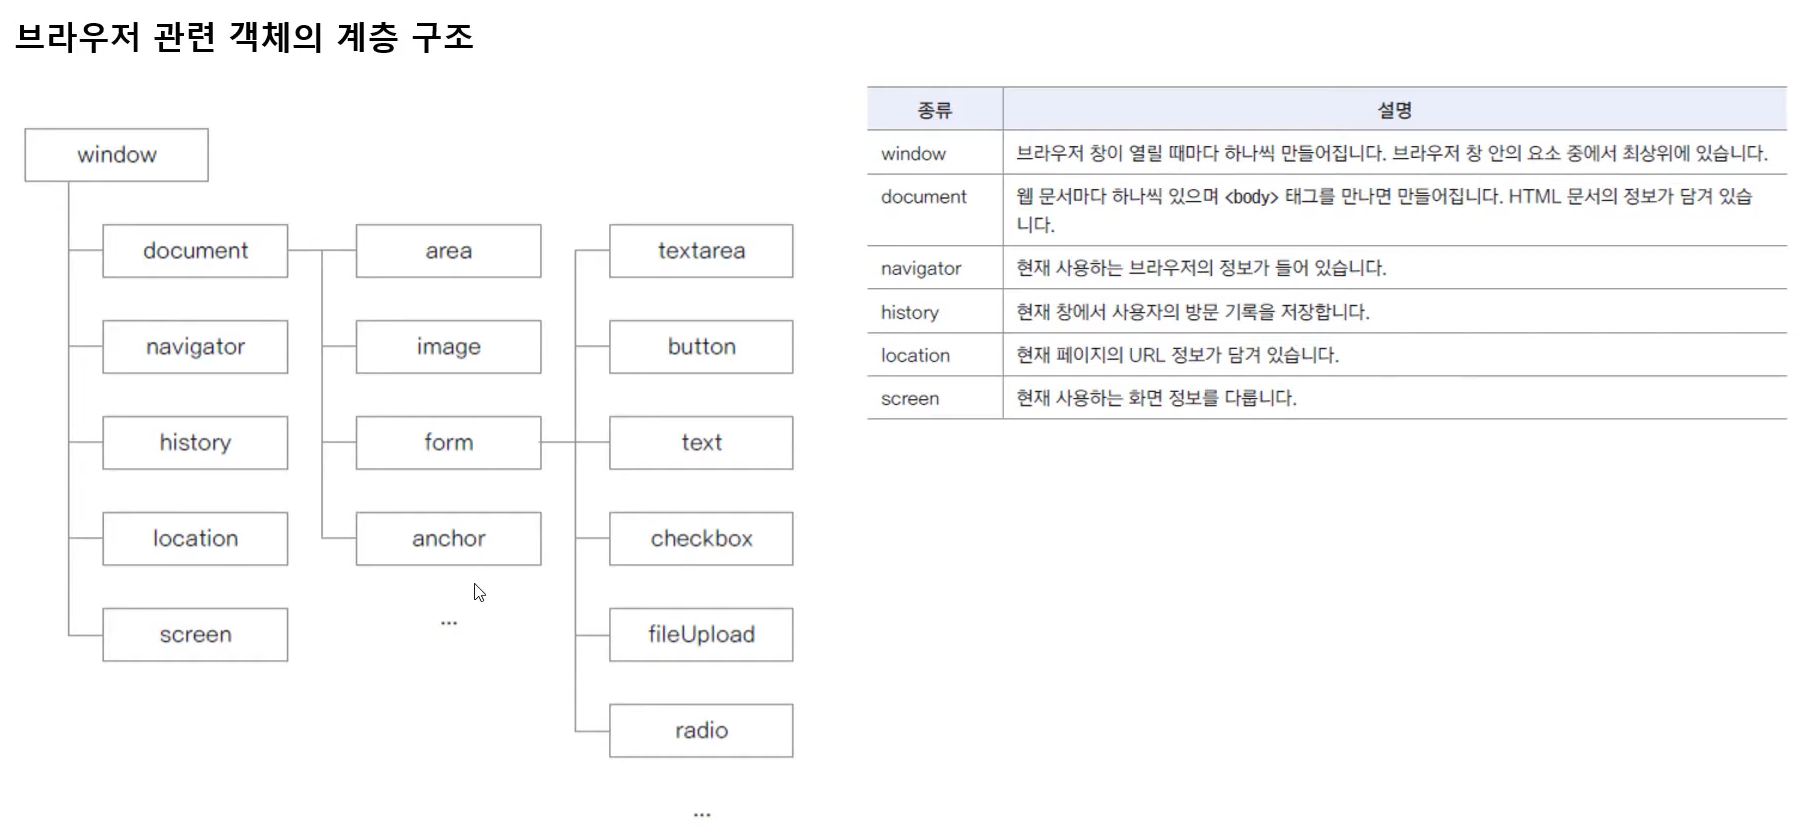 브라우저 관련 객체의 계층 구조
window
document
area
textarea
navigator
image
button
history
form
text
location
anchor
checkbox
...
screen
fileUpload
radio
...
종류 설명
window 브라우저 창이 열릴 때마다 하나씩 만들어집니다. 브라우저 창 안의 요소 중에서 최상위에 있습니다.
document 웹 문서마다 하나씩 있으며 <body> 태그를 만나면 만들어집니다. HTML 문서의 정보가 담겨 있습
니다.
navigator 현재 사용하는 브라우저의 정보가 들어 있습니다.
history 현재 창에서 사용자의 방문 기록을 저장합니다.
location 현재 페이지의 URL 정보가 담겨 있습니다.
screen 현재 사용하는 화면 정보를 다룹니다.